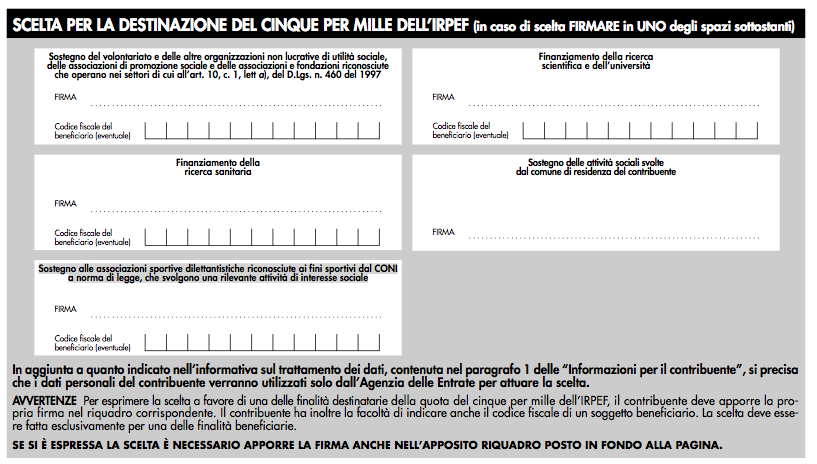 SCELTA PER LA DESTINAZIONE DEL CINQUE PER MILLE DELL'IRPEF (in caso di scelta FIRMARE in UNO degli spazi sottostanti)
Sostegno del volontariato e delle altre organizzazioni non lucrative di utilità sociale,
delle associazioni di promozione sociale e delle associazioni e fondazioni riconosciute
che operano nei settori di cui all'art. 10, c. 1, lett a), del D.Lgs. n. 460 del 1997
FIRMA
Codice fiscale del
beneficiario (eventuale)
Finanziamento della ricerca
scientifica e dell'università
FIRMA
Codice fiscale del
beneficiario (eventuale)
Finanziamento della
ricerca sanitaria
FIRMA
Codice fiscale del
beneficiario (eventuale)
Sostegno delle attività sociali svolte
dal comune di residenza del contribuente
FIRMA
Sostegno alle associazioni sportive dilettantistiche riconosciute ai fini sportivi dal CONI
a norma di legge, che svolgono una rilevante attività di interesse sociale
FIRMA
Codice fiscale del
beneficiario (eventuale)
In aggiunta a quanto indicato nell'informativa sul trattamento dei dati, contenuta nel paragrafo 1 delle "Informazioni per il contribuente", si precisa
che i dati personali del contribuente verranno utilizzati solo dall'Agenzia delle Entrate per attuare la scelta.
AVVERTENZE Per esprimere la scelta a favore di una delle finalità destinatarie della quota del cinque per mille dell'IRPEF, il contribuente deve apporre la pro-
pria firma nel riquadro corrispondente. Il contribuente ha inoltre la facoltà di indicare anche il codice fiscale di un soggetto beneficiario. La scelta deve esse-
re fatta esclusivamente per una delle finalità beneficiarie.
SE SI È ESPRESSA LA SCELTA È NECESSARIO APPORRE LA FIRMA ANCHE NELL'APPOSITO RIQUADRO POSTO IN FONDO ALLA PAGINA.